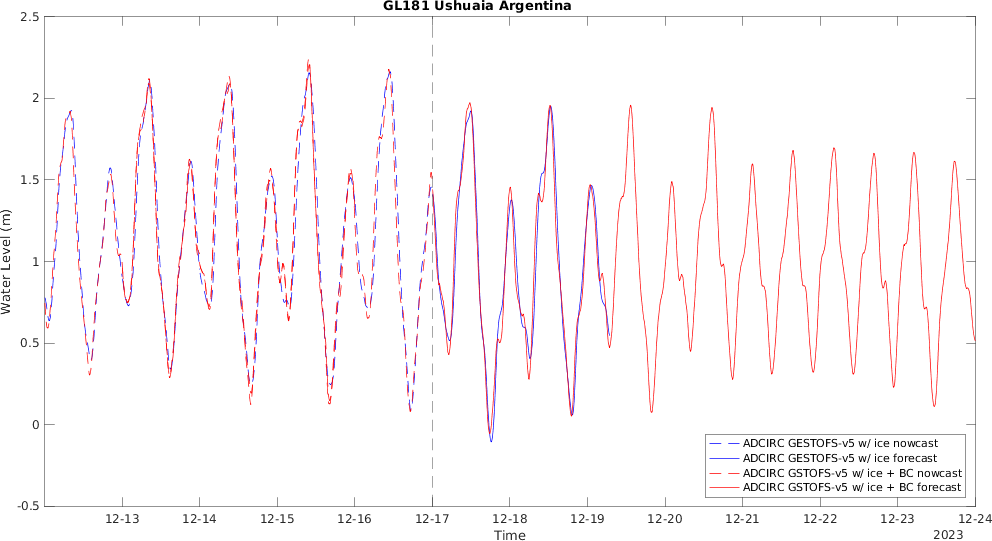 GL181 Ushuaia Argentina
2.5
2
1.5
1
0.5
0
-0.5
Water Level (m)
ADCIRC GESTOFS-v5 w/ ice nowcast
ADCIRC GESTOFS-v5 w/ ice forecast
ADCIRC GSTOFS-v5 w/ ice + BC nowcast
ADCIRC GSTOFS-v5 w/ ice + BC forecast
12-13 12-14 12-15 12-16 12-17 12-18 12-19 12-20 12-21 12-22 12-23 12-24
Time
2023